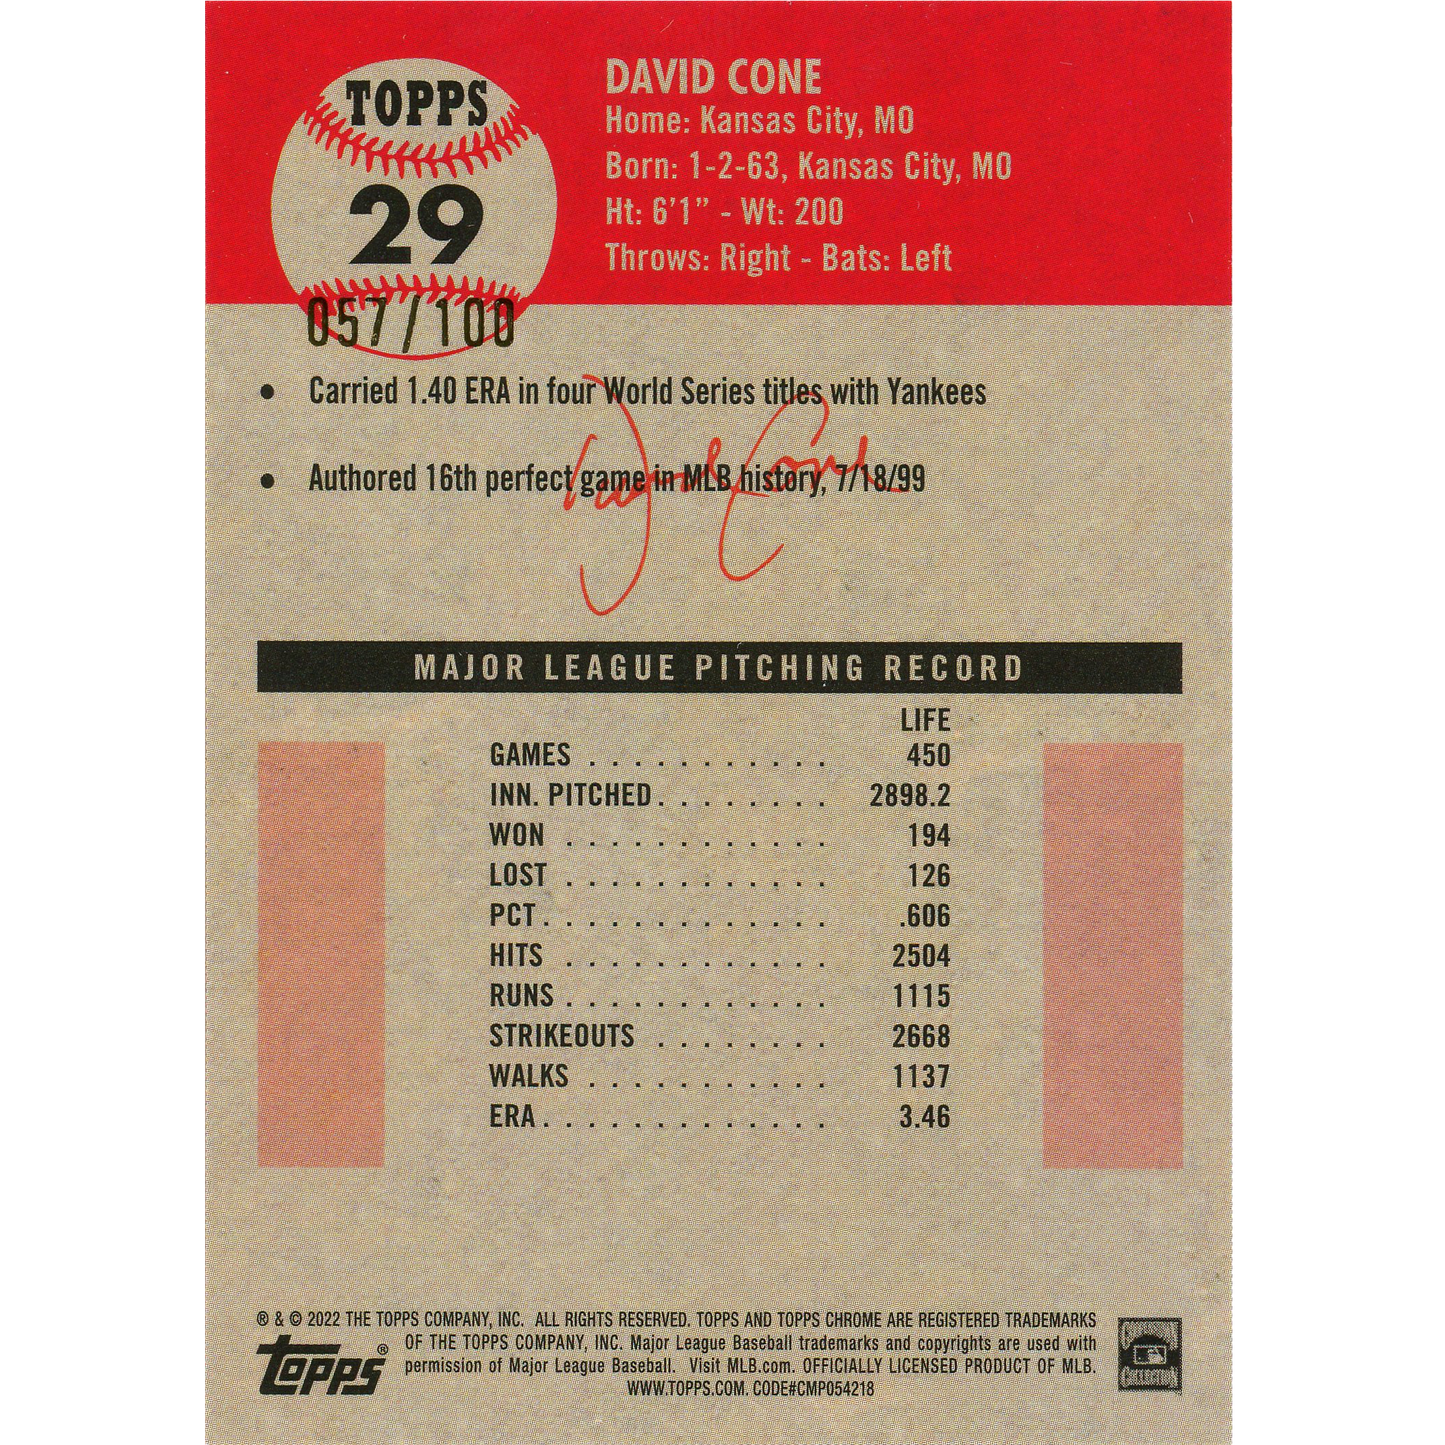 TOPPS
29
057/100
DAVID CONE
Home: Kansas City, MO
Born: 1-2-63, Kansas City, MO
Ht: 6'1" - Wt: 200
Throws: Right - Bats: Left
• Carried 1.40 ERA in four World Series titles with Yankees
• Authored 16th perfect game in MLB history, 7/18/99
David Cone
MAJOR LEAGUE PITCHING RECORD
LIFE
GAMES . . . . . . . . . . . 450
INN. PITCHED. . . . . . . . 2898.2
WON . . . . . . . . . . . . 194
LOST . . . . . . . . . . . . 126
PCT. . . . . . . . . . . . . .606
HITS . . . . . . . . . . . . 2504
RUNS . . . . . . . . . . . . 1115
STRIKEOUTS . . . . . . . . 2668
WALKS . . . . . . . . . . . 1137
ERA. . . . . . . . . . . . . 3.46
® & © 2022 THE TOPPS COMPANY, INC. ALL RIGHTS RESERVED. TOPPS AND TOPPS CHROME ARE REGISTERED TRADEMARKS
OF THE TOPPS COMPANY, INC. Major League Baseball trademarks and copyrights are used with
permission of Major League Baseball. Visit MLB.com. OFFICIALLY LICENSED PRODUCT OF MLB.
WWW.TOPPS.COM. CODE#CMP054218
topps®
COLLECTION